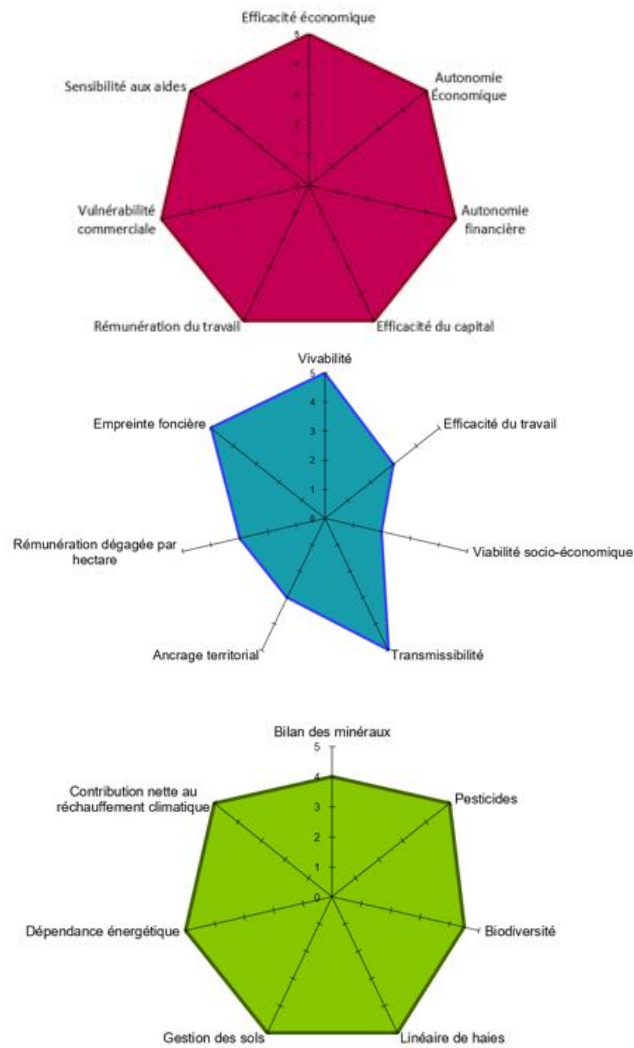 Efficacité économique
5
4
3
2
1
0
Sensibilité aux aides
Autonomie
Économique
Vulnérabilité
commerciale
Autonomie
financière
Rémunération du travail
Efficacité du capital
Vivabilité
5
4
3
2
1
0
Empreinte foncière
Efficacité du travail
Rémunération dégagée par
hectare
Viabilité socio-économique
Ancrage territorial
Transmissibilité
Bilan des minéraux
5
4
3
2
1
0
Contribution nette au
réchauffement climatique
Pesticides
Dépendance énergétique
Biodiversité
Gestion des sols
Linéaire de haies